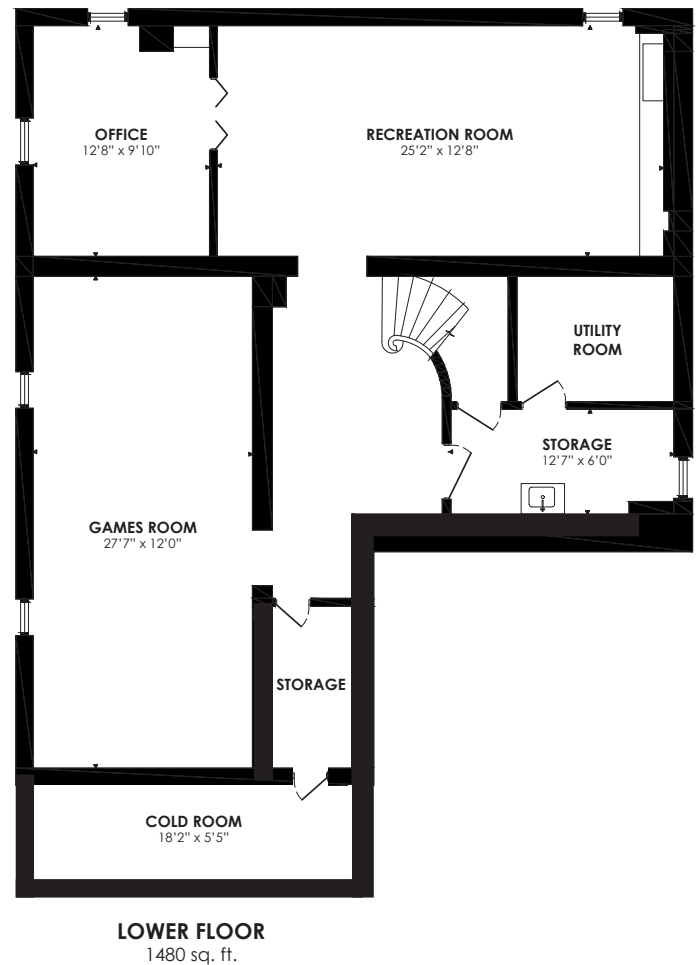 OFFICE
12'8" x 9'10"
RECREATION ROOM
25'2" x 12'8"
UTILITY
ROOM
STORAGE
12'7" x 6'0"
GAMES ROOM
27'7" x 12'0"
STORAGE
COLD ROOM
18'2" x 5'5"
LOWER FLOOR
1480 sq. ft.